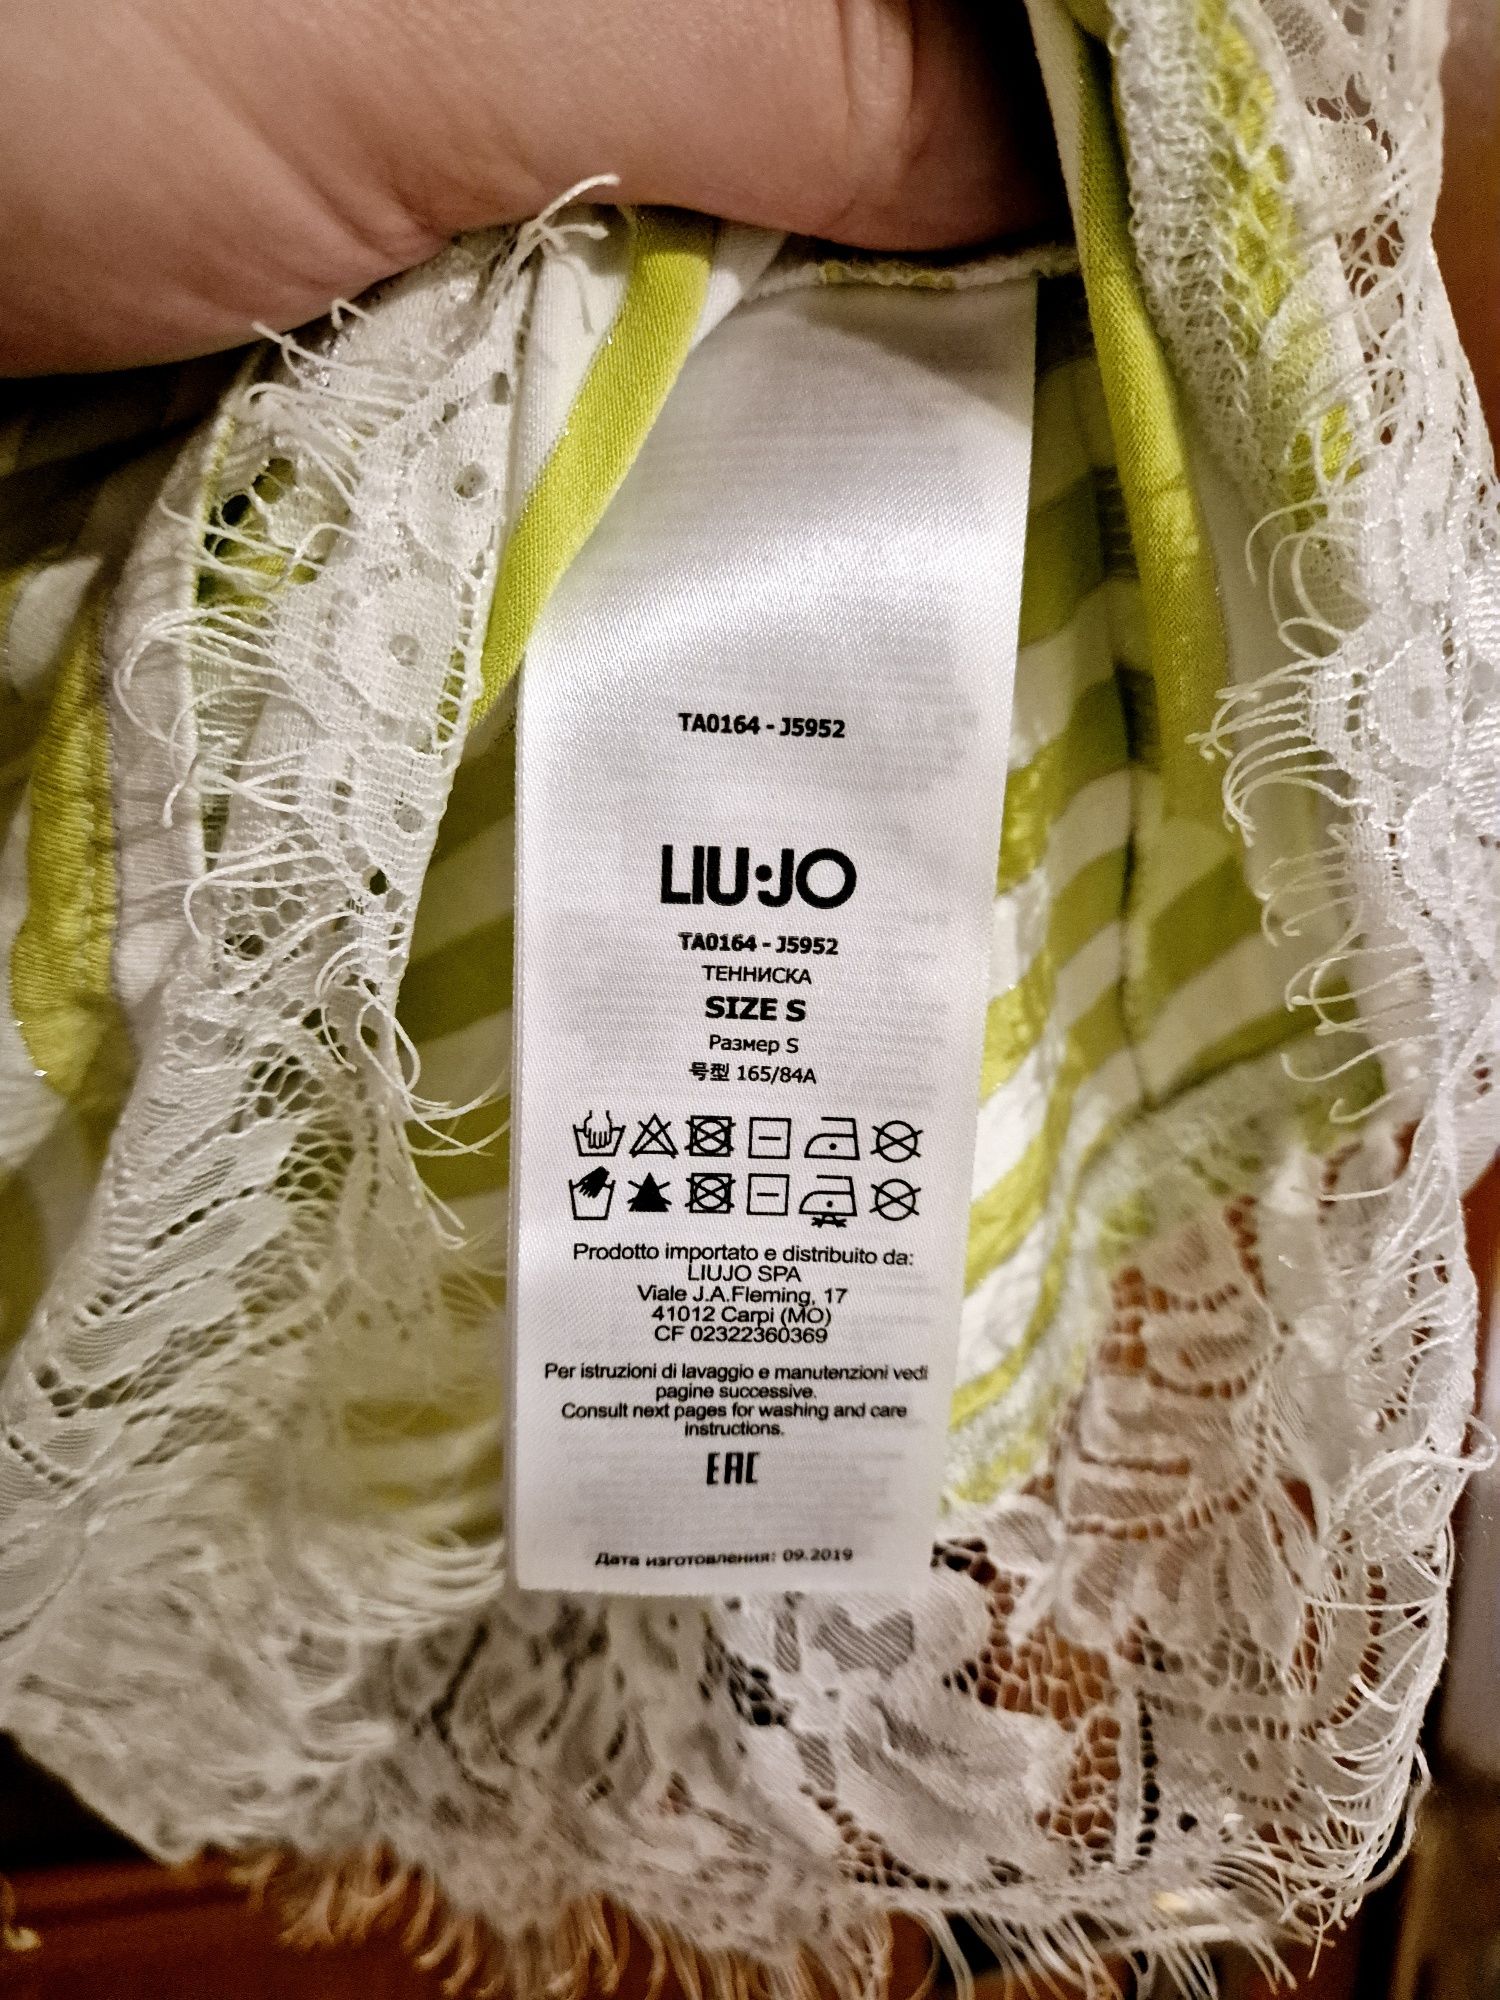 TA0164 - J5952
LIU·JO
TA0164 - J5952
ТЕННИСКА
SIZE S
Размер S
号型 165/84A
Prodotto importato e distribuito da:
LIUJO SPA
Viale J.A.Fleming, 17
41012 Carpi (MO)
CF 02322360369
Per istruzioni di lavaggio e manutenzioni vedi
pagine successive.
Consult next pages for washing and care
instructions.
EAC
Дата изготовления: 09.2019